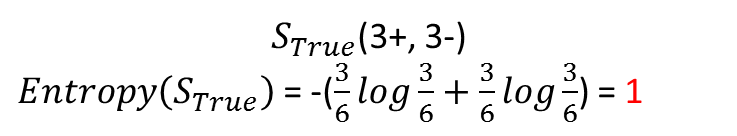 S_True(3+, 3-)
Entropy(S_True) = -(3/6 log 3/6 + 3/6 log 3/6) = 1